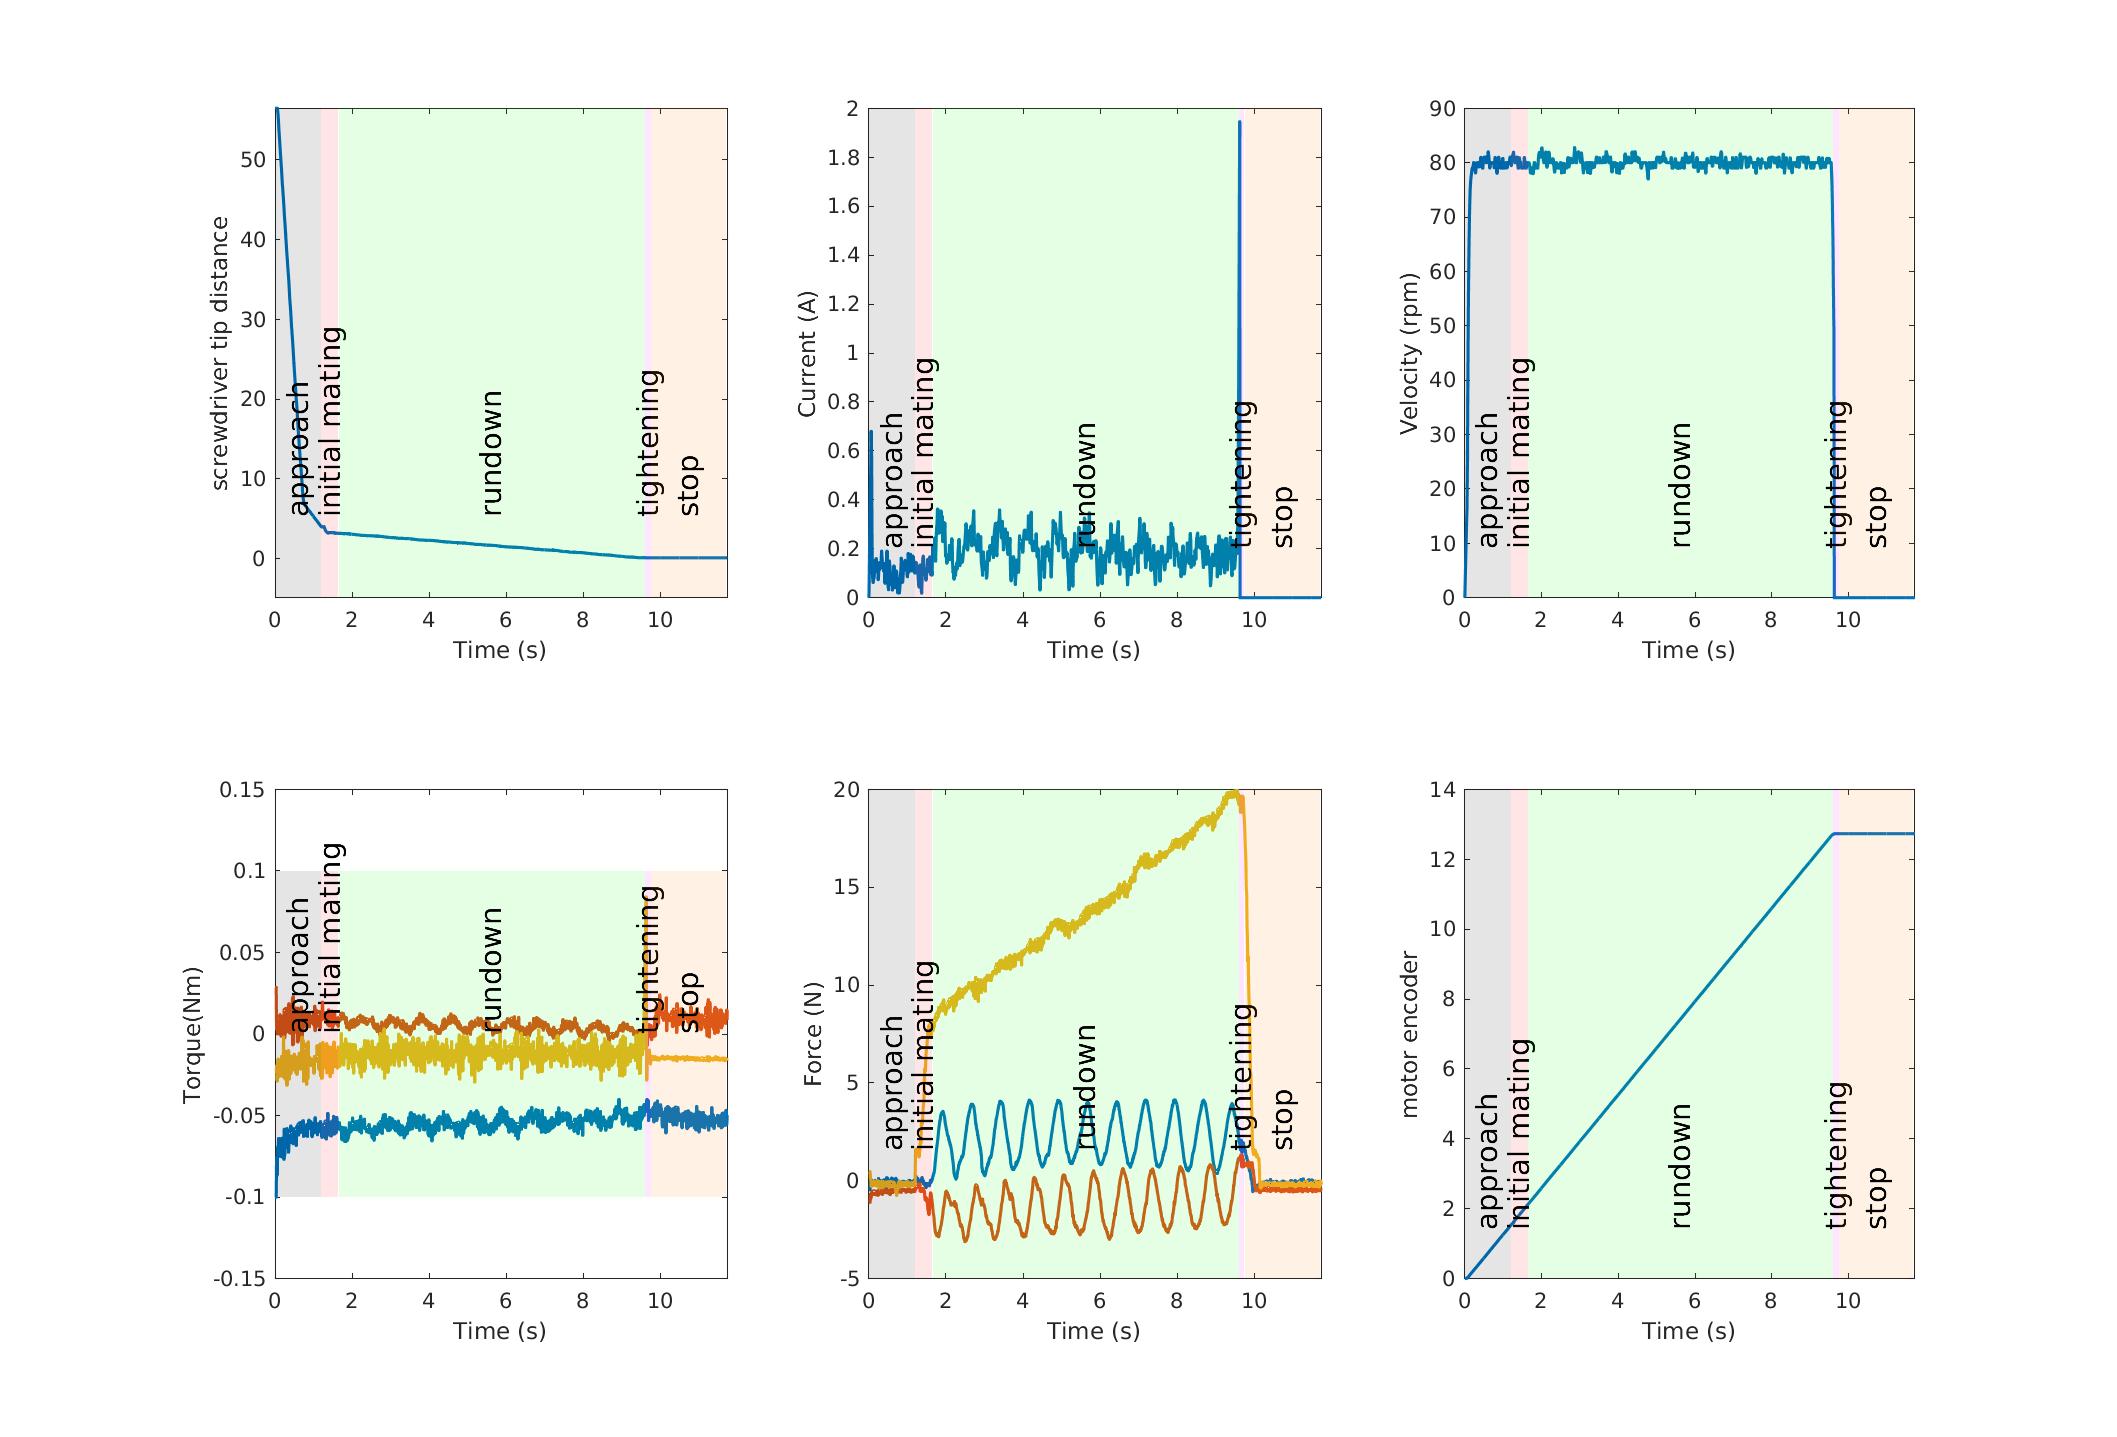 screwdriver tip distance
50
40
30
20
10
0
approach
initial mating
rundown
tightening
stop
0 2 4 6 8 10
Time (s)
Current (A)
2
1.8
1.6
1.4
1.2
1
0.8
0.6
0.4
0.2
0
approach
initial mating
rundown
tightening
stop
0 2 4 6 8 10
Time (s)
Velocity (rpm)
90
80
70
60
50
40
30
20
10
0
approach
initial mating
rundown
tightening
stop
0 2 4 6 8 10
Time (s)
Torque(Nm)
0.15
0.1
0.05
0
-0.05
-0.1
-0.15
approach
initial mating
rundown
tightening
stop
0 2 4 6 8 10
Time (s)
Force (N)
20
15
10
5
0
-5
approach
initial mating
rundown
tightening
stop
0 2 4 6 8 10
Time (s)
motor encoder
14
12
10
8
6
4
2
0
approach
initial mating
rundown
tightening
stop
0 2 4 6 8 10
Time (s)